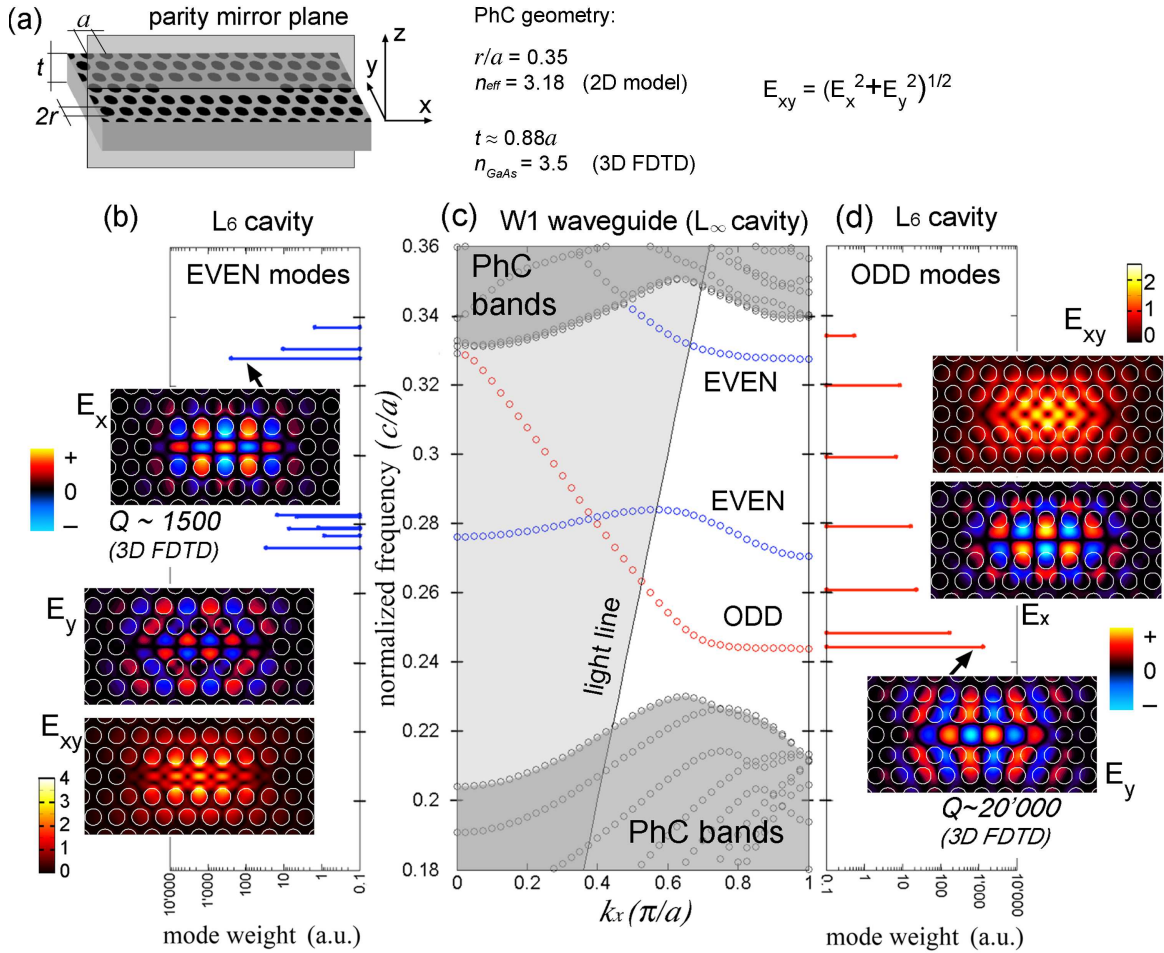 (a)
parity mirror plane
a
t
2r
z
y
x
PhC geometry:
r/a = 0.35
n_eff = 3.18 (2D model)
t ≈ 0.88a
n_GaAs = 3.5 (3D FDTD)
E_xy = (E_x^2+E_y^2)^1/2
(b)
L6 cavity
EVEN modes
E_x
+
0
–
Q ~ 1500
(3D FDTD)
E_y
E_xy
4
3
2
1
0
10'000
1'000
100
10
1
0.1
mode weight (a.u.)
(c)
W1 waveguide (L∞ cavity)
0.36
0.34
0.32
0.3
0.28
0.26
0.24
0.22
0.2
0.18
normalized frequency (c/a)
PhC
bands
EVEN
EVEN
ODD
light line
PhC bands
0
0.2
0.4
0.6
0.8
1
k_x (π/a)
(d)
L6 cavity
ODD modes
E_xy
2
1
0
E_x
+
0
–
E_y
Q~20'000
(3D FDTD)
0.1
1
10
100
1'000
10'000
mode weight (a.u.)